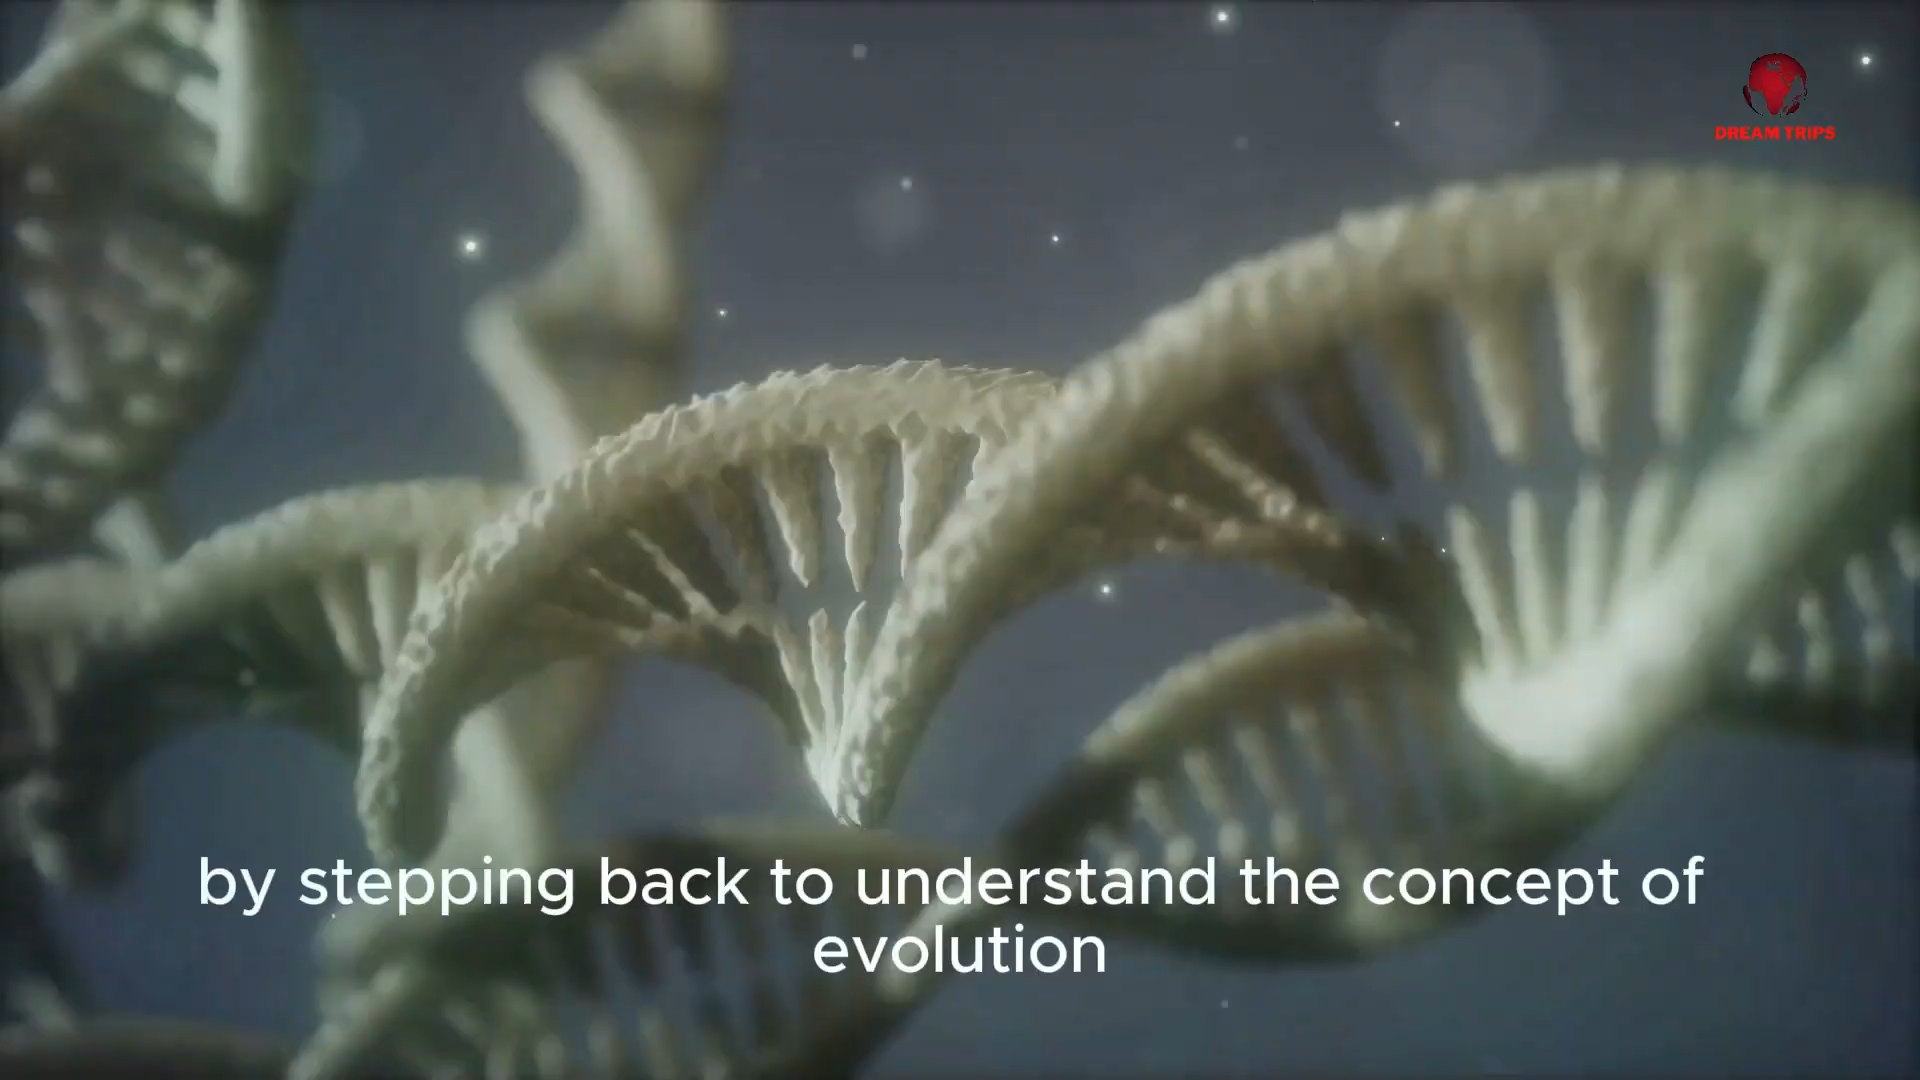 DREAM TRIPS
by stepping back to understand the concept of
evolution